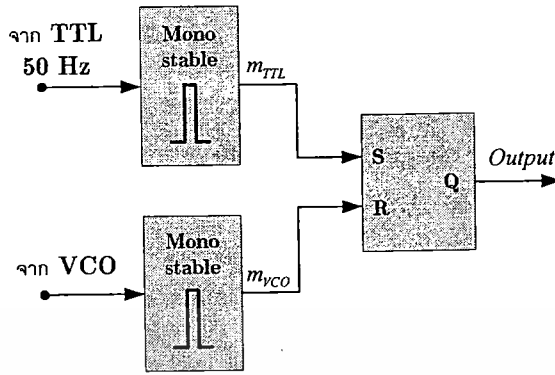 จาก TTL
50 Hz
Mono
stable
m_TTL
S
R
Q
Output
จาก VCO
Mono
stable
m_VCO